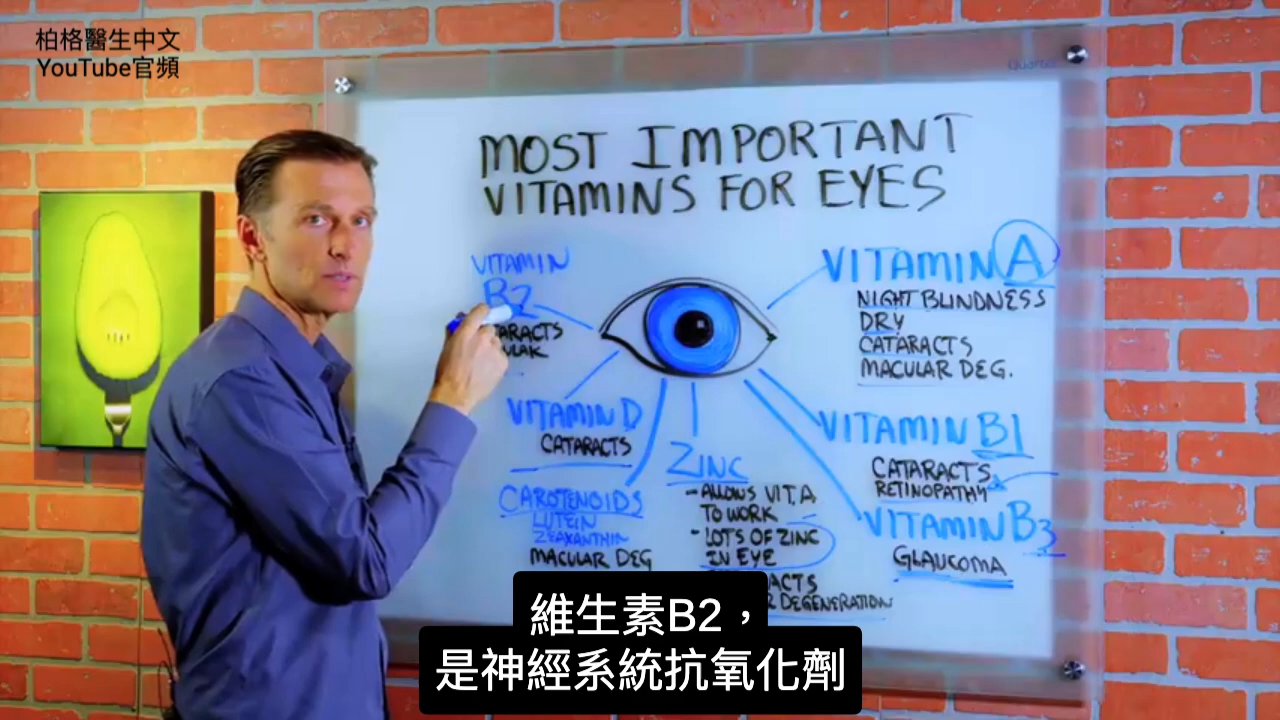 柏格醫生中文
YouTube官頻
Quartet
MOST IMPORTANT
VITAMINS FOR EYES
VITAMIN
B2
TARACTS
VITAMIN D
CATARACTS
CAROTENOIDS
LUTEIN
ZEAXANTHIN
MACULAR DEG
ZINC
- ALLOWS VIT. A
TO WORK
- LOTS OF ZINC
IN EYE
ACTS
R DEGENERATION
VITAMIN A
NIGHT BLINDNESS
DRY
CATARACTS
MACULAR DEG.
VITAMIN B1
CATARACTS
RETINOPATHY
VITAMIN B3
GLAUCOMA
維生素B2，
是神經系統抗氧化劑